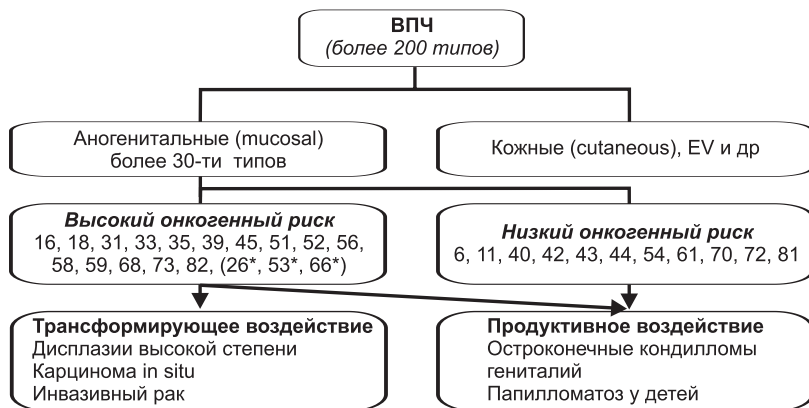 ВПЧ
(более 200 типов)
Аногенитальные (mucosal)
более 30-ти типов
Кожные (cutaneous), EV и др
Высокий онкогенный риск
16, 18, 31, 33, 35, 39, 45, 51, 52, 56,
58, 59, 68, 73, 82, (26*, 53*, 66*)
Низкий онкогенный риск
6, 11, 40, 42, 43, 44, 54, 61, 70, 72, 81
Трансформирующее воздействие
Дисплазии высокой степени
Карцинома in situ
Инвазивный рак
Продуктивное воздействие
Остроконечные кондилломы
гениталий
Папилломатоз у детей